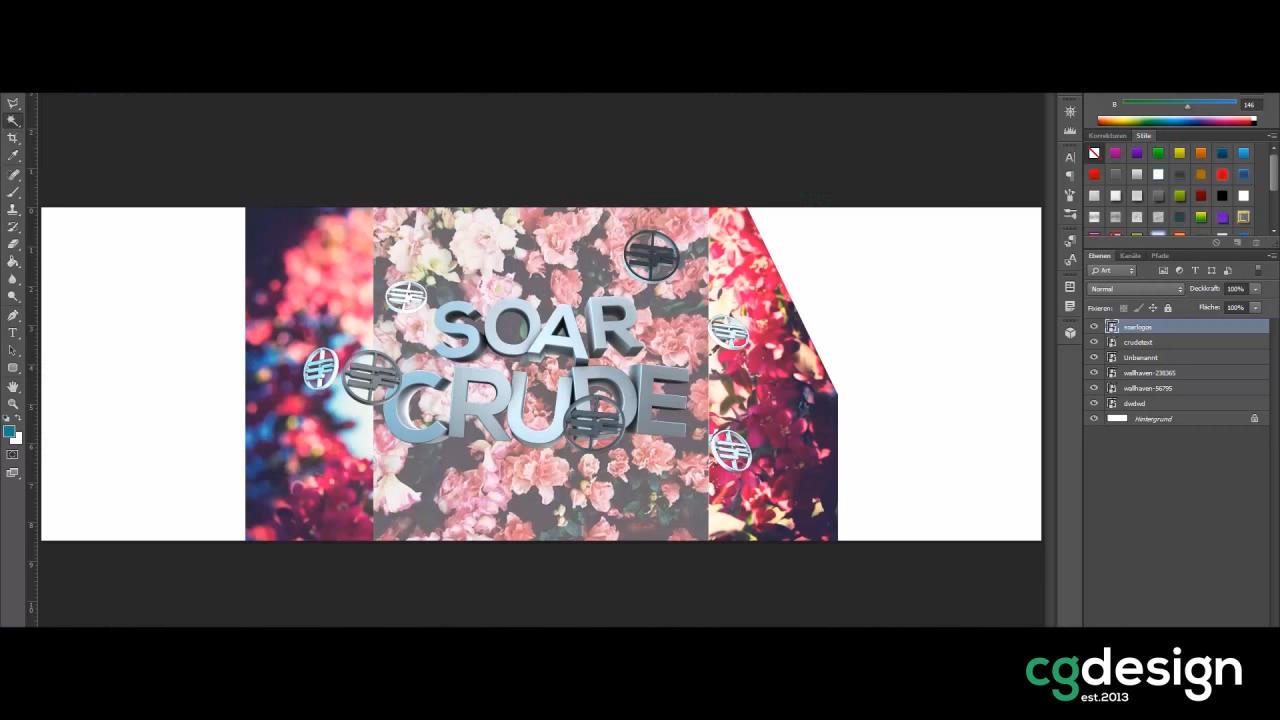 B 146
Korrekturen Stile
Ebenen Kanäle Pfade
Art
Normal Deckkraft: 100%
Fixieren: Fläche: 100%
soarlogos
crudetext
Unbenannt
wallhaven-238365
wallhaven-56795
dwdwd
Hintergrund
SOAR
CRUDE
cgdesign
est.2013